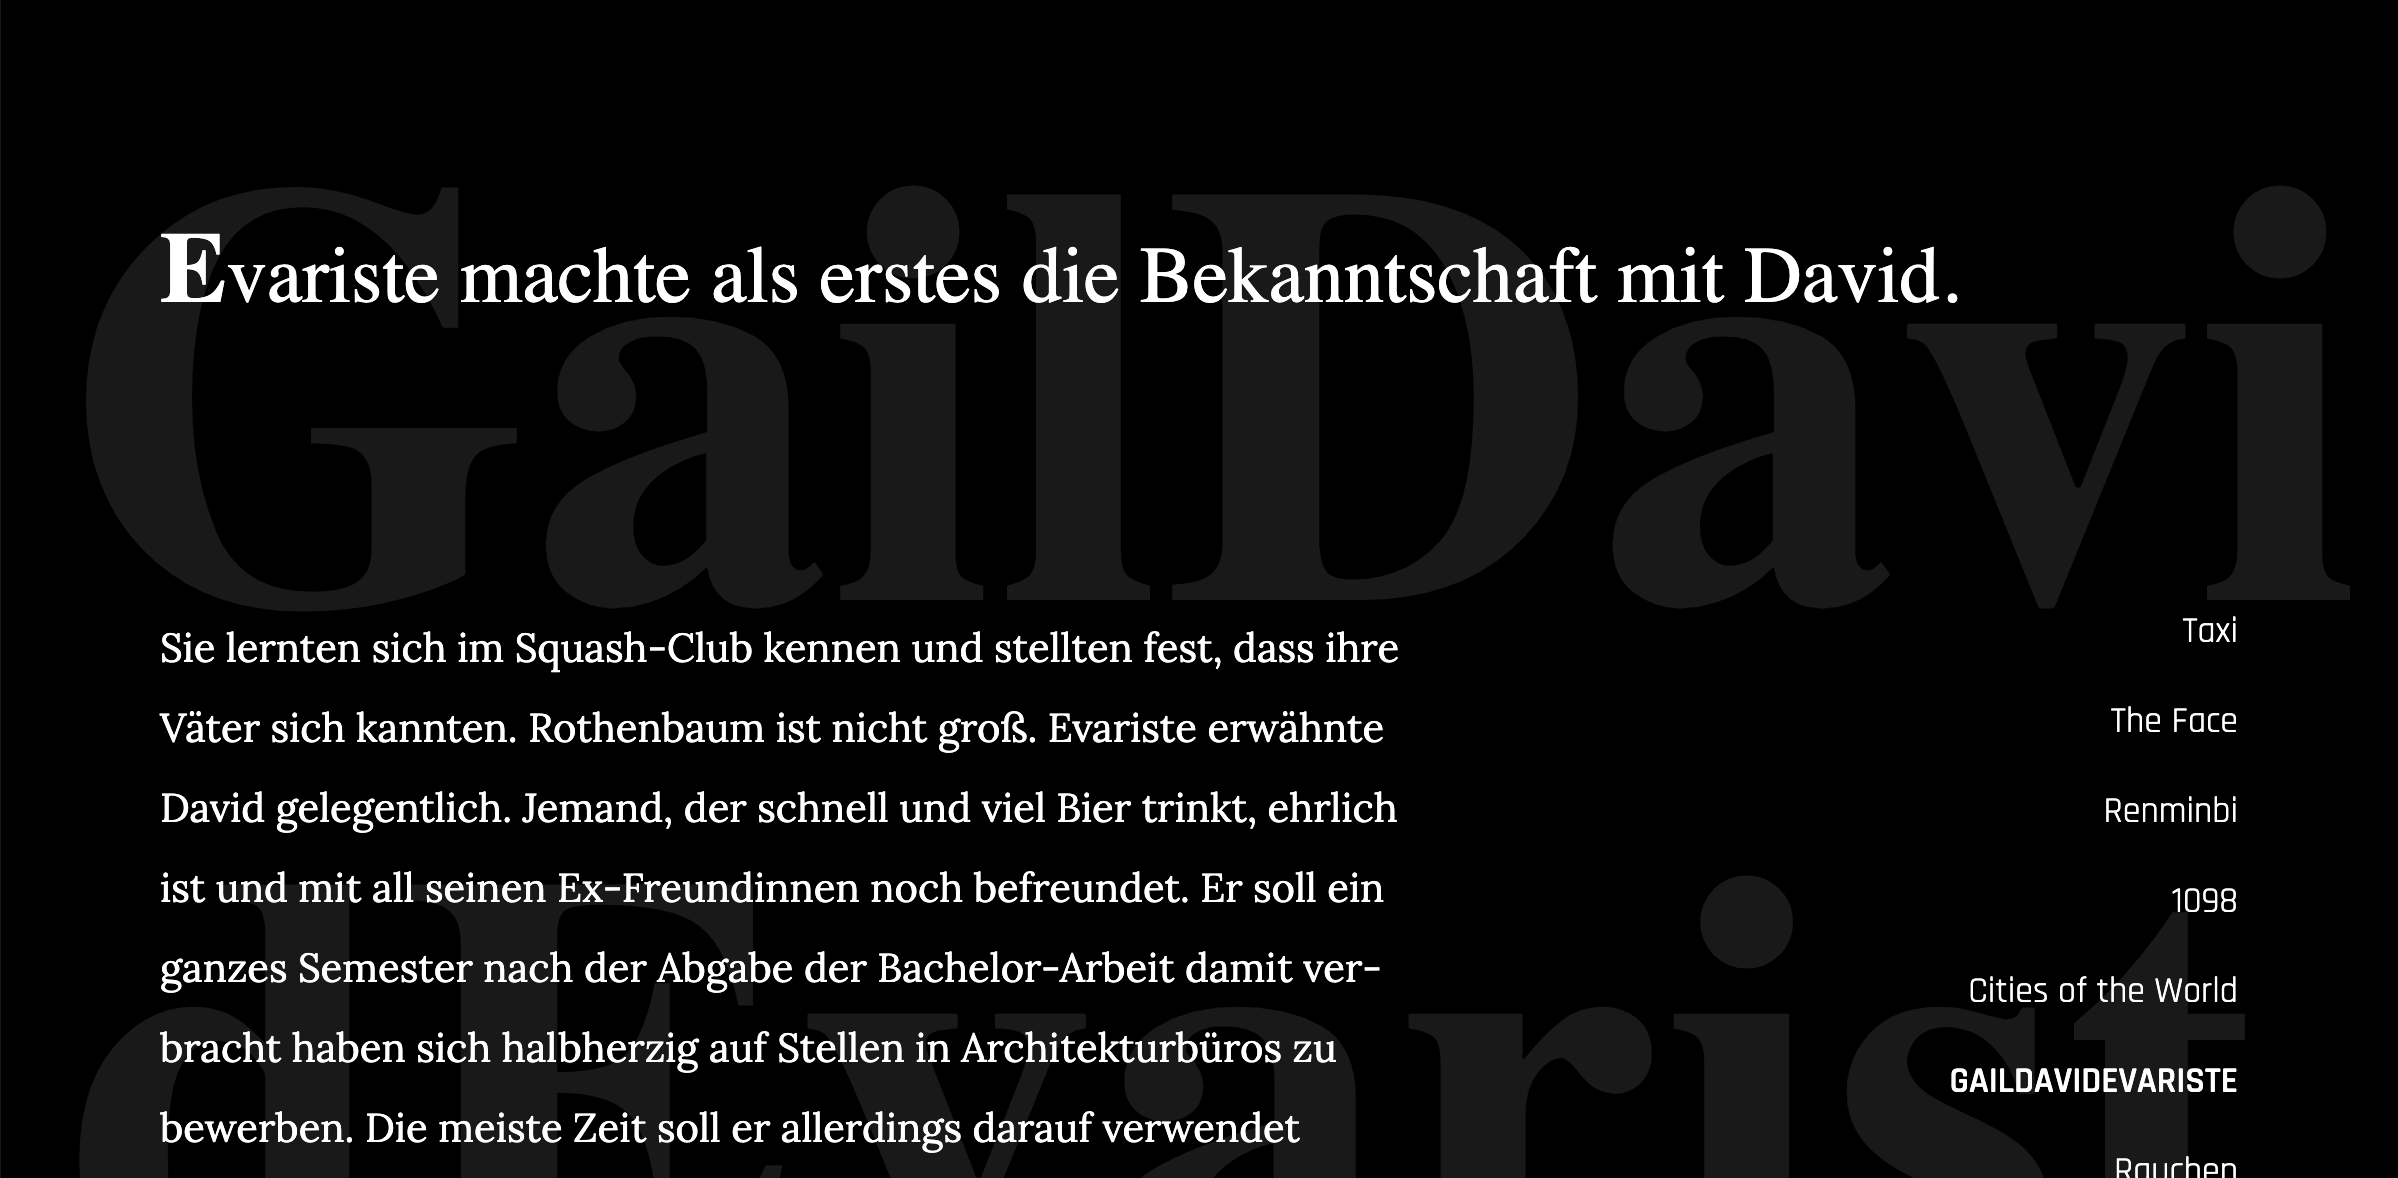 GailDavi
Evariste machte als erstes die Bekanntschaft mit David.
Sie lernten sich im Squash-Club kennen und stellten fest, dass ihre
Väter sich kannten. Rothenbaum ist nicht groß. Evariste erwähnte
David gelegentlich. Jemand, der schnell und viel Bier trinkt, ehrlich
ist und mit all seinen Ex-Freundinnen noch befreundet. Er soll ein
ganzes Semester nach der Abgabe der Bachelor-Arbeit damit ver-
bracht haben sich halbherzig auf Stellen in Architekturbüros zu
bewerben. Die meiste Zeit soll er allerdings darauf verwendet
dEvarist
Taxi
The Face
Renminbi
1098
Cities of the World
GAILDAVIDEVARISTE
Rauchen